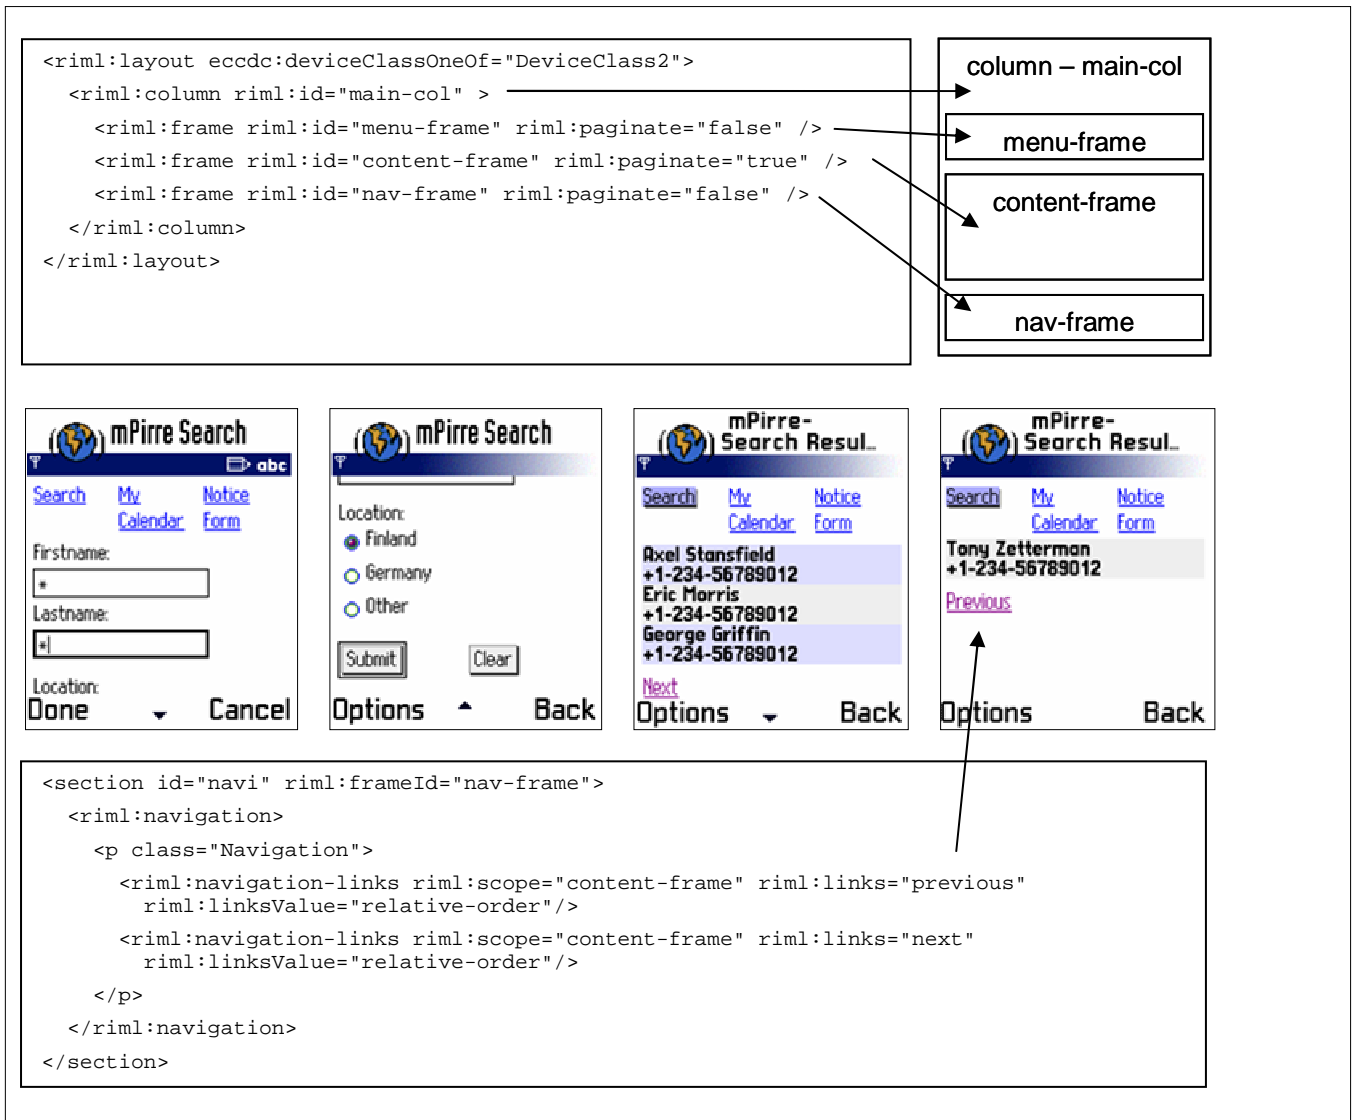 <riml:layout eccdc:deviceClassOneOf="DeviceClass2">
<riml:column riml:id="main-col" >
<riml:frame riml:id="menu-frame" riml:paginate="false" />
<riml:frame riml:id="content-frame" riml:paginate="true" />
<riml:frame riml:id="nav-frame" riml:paginate="false" />
</riml:column>
</riml:layout>
column – main-col
menu-frame
content-frame
nav-frame
mPirre Search
abc
Search My Notice
Calendar Form
Firstname:
*
Lastname:
*
Location:
Done Cancel
mPirre Search
Location:
Finland
Germany
Other
Submit Clear
Options Back
mPirre-
Search Resul…
Search My Notice
Calendar Form
Axel Stansfield
+1-234-56789012
Eric Morris
+1-234-56789012
George Griffin
+1-234-56789012
Next
Options Back
mPirre-
Search Resul…
Search My Notice
Calendar Form
Tony Zetterman
+1-234-56789012
Previous
Options Back
<section id="navi" riml:frameId="nav-frame">
<riml:navigation>
<p class="Navigation">
<riml:navigation-links riml:scope="content-frame" riml:links="previous"
riml:linksValue="relative-order"/>
<riml:navigation-links riml:scope="content-frame" riml:links="next"
riml:linksValue="relative-order"/>
</p>
</riml:navigation>
</section>